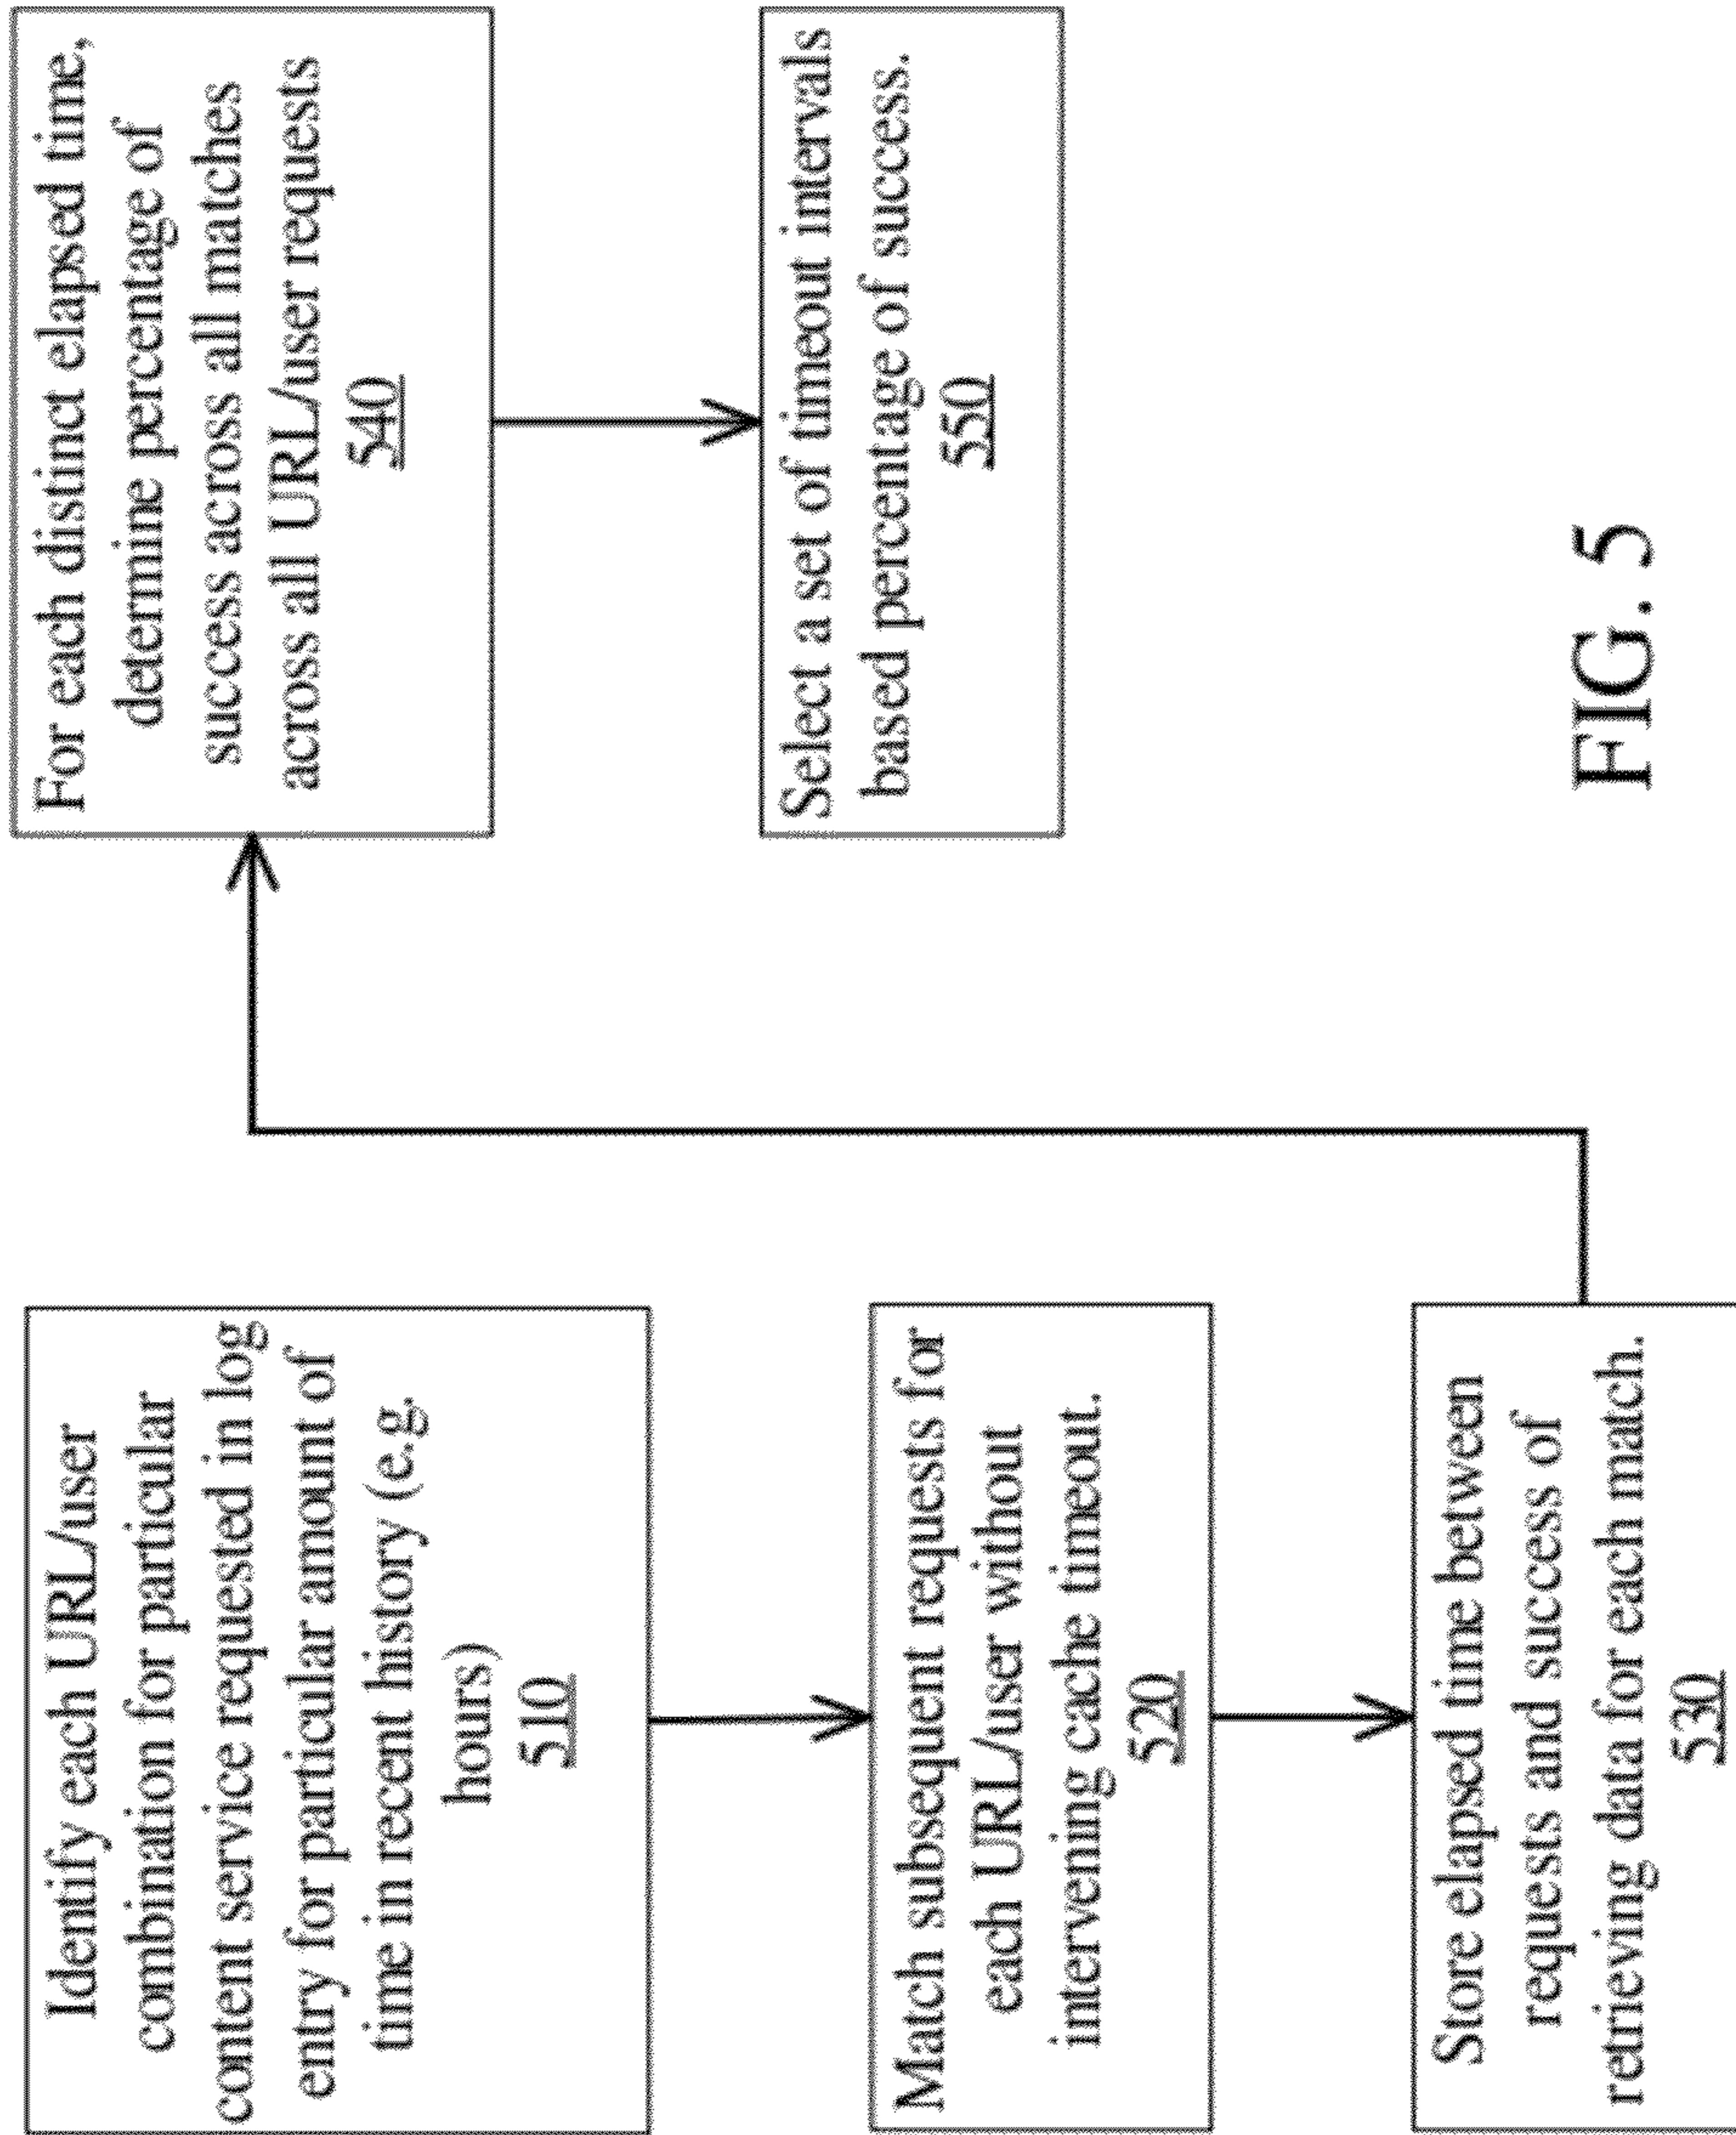 Identify each URL/user
combination for particular
content service requested in log
entry for particular amount of
time in recent history (e.g.
hours)
510
Match subsequent requests for
each URL/user without
intervening cache timeout.
520
Store elapsed time between
requests and success of
retrieving data for each match.
530
For each distinct elapsed time,
determine percentage of
success across all matches
across all URL/user requests
540
Select a set of timeout intervals
based percentage of success.
550
FIG. 5